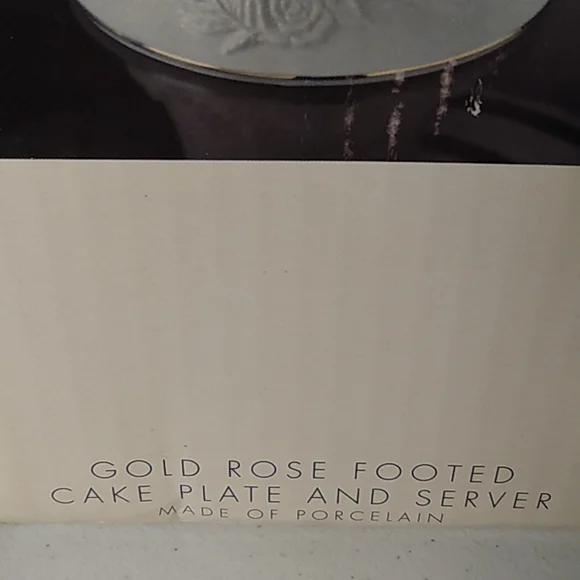 GOLD ROSE FOOTED
CAKE PLATE AND SERVER
MADE OF PORCELAIN